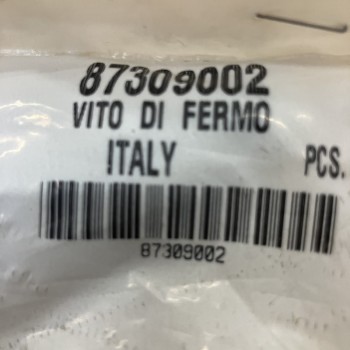 87309002
VITO DI FERMO
ITALY PCS.
87309002